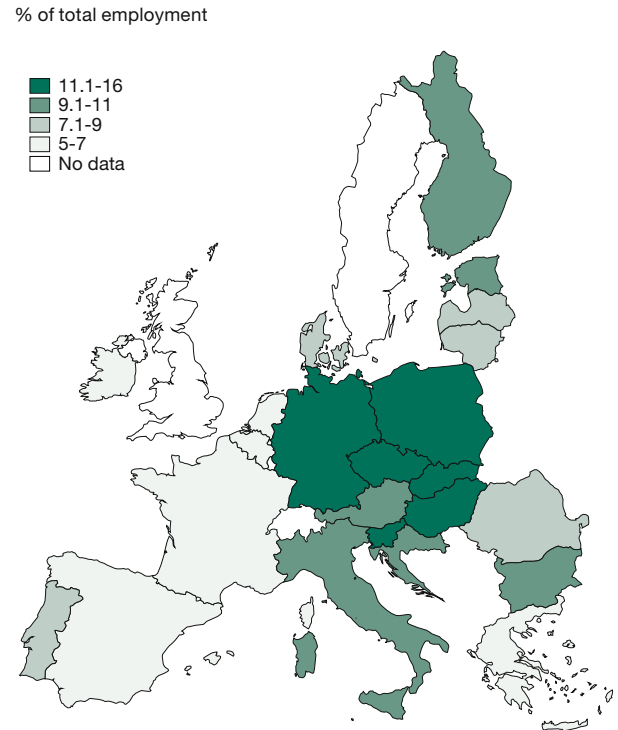 % of total employment
11.1-16
9.1-11
7.1-9
5-7
No data